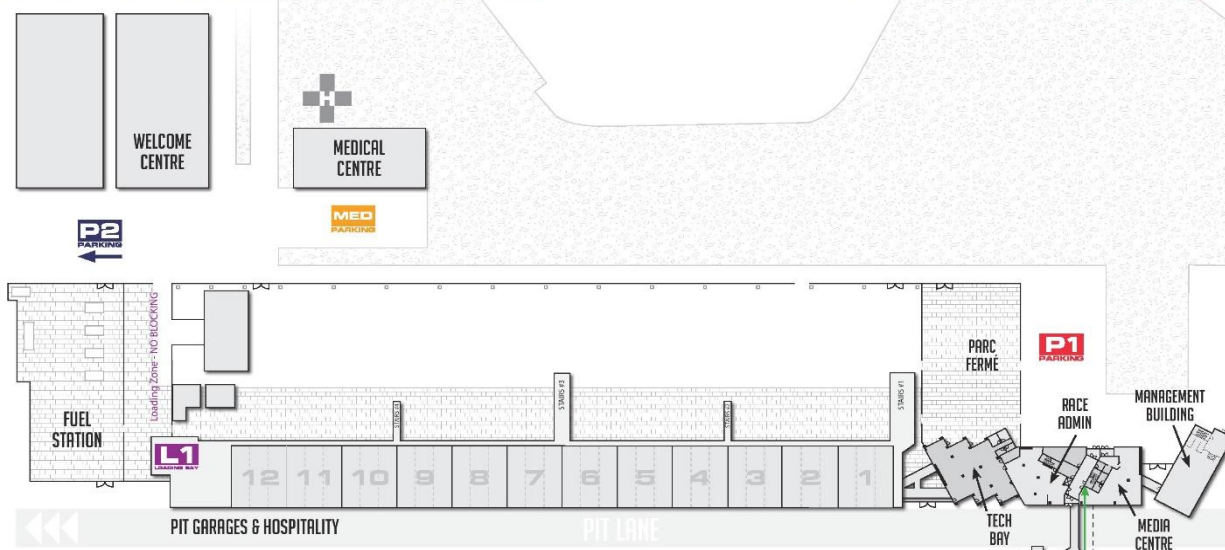 WELCOME
CENTRE
H
MEDICAL
CENTRE
MED
PARKING
P2
PARKING
Loading Zone - NO BLOCKING
PARC
FERMÉ
P1
PARKING
FUEL
STATION
L1
LOADING BAY
STAIRS #3
STAIRS #1
RACE
ADMIN
MANAGEMENT
BUILDING
12 11 10 9 8 7 6 5 4 3 2 1
PIT GARAGES & HOSPITALITY
PIT LANE
TECH
BAY
MEDIA
CENTRE